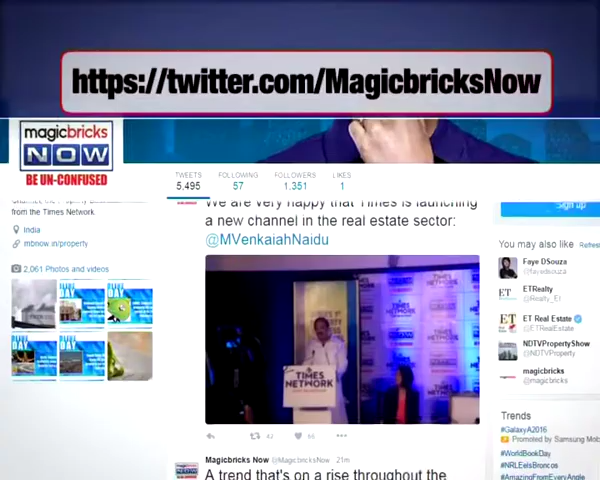 https://twitter.com/MagicbricksNow
magicbricks
NOW
BE UN-CONFUSED
TWEETS
5,495
FOLLOWING
57
FOLLOWERS
1,351
LIKES
1
from the Times Network
India
mbnow.in/property
2,061 Photos and videos
We are very happy that Times is launching
a new channel in the real estate sector:
@MVenkaiahNaidu
TIMES
NETWORK
42
66
Magicbricks Now @MagicbricksNow 21m
A trend that's on a rise throughout the
Sign up
You may also like Refresh
Faye DSouza
@fayedsouza
ETRealty
@Realty_ET
ET Real Estate
@ETRealEstate
NDTVPropertyShow
@NDTVProperty
magicbricks
@magicbricks
Trends
#GalaxyA2016
Promoted by Samsung Mob
#WorldBookDay
#NRLEelsBroncos
#AmazingFromEveryAngle